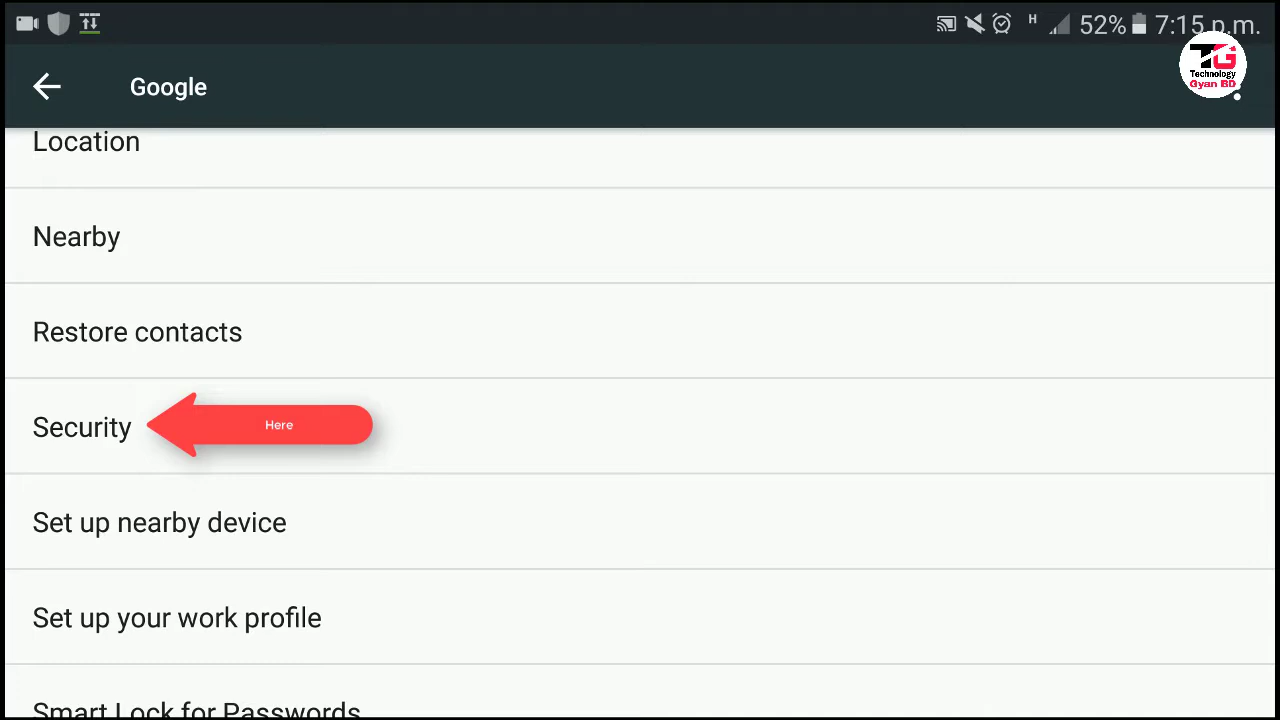 H 52% 7:15 p.m.
Google
TG
Technology
Gyan BD
Location
Nearby
Restore contacts
Security
Here
Set up nearby device
Set up your work profile
Smart Lock for Passwords